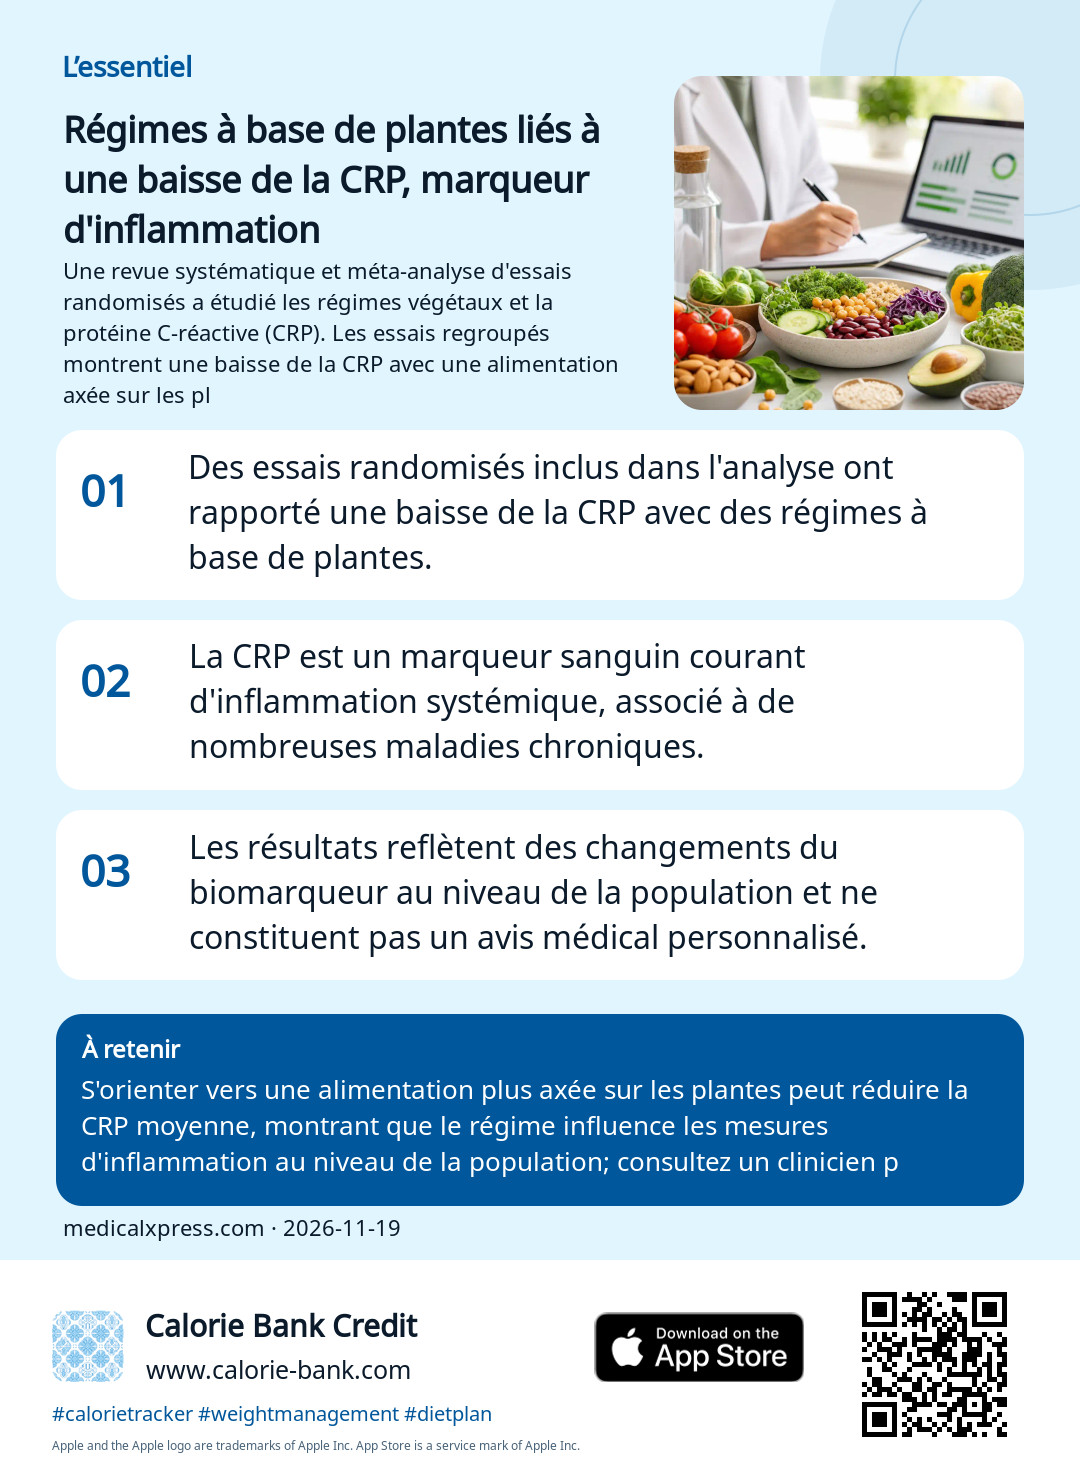 L’essentiel
Régimes à base de plantes liés à
une baisse de la CRP, marqueur
d'inflammation
Une revue systématique et méta-analyse d'essais
randomisés a étudié les régimes végétaux et la
protéine C-réactive (CRP). Les essais regroupés
montrent une baisse de la CRP avec une alimentation
axée sur les pl
01
Des essais randomisés inclus dans l'analyse ont
rapporté une baisse de la CRP avec des régimes à
base de plantes.
02
La CRP est un marqueur sanguin courant
d'inflammation systémique, associé à de
nombreuses maladies chroniques.
03
Les résultats reflètent des changements du
biomarqueur au niveau de la population et ne
constituent pas un avis médical personnalisé.
À retenir
S'orienter vers une alimentation plus axée sur les plantes peut réduire la
CRP moyenne, montrant que le régime influence les mesures
d'inflammation au niveau de la population; consultez un clinicien p
medicalxpress.com · 2026-11-19
Calorie Bank Credit
www.calorie-bank.com
Download on the
App Store
#calorietracker #weightmanagement #dietplan
Apple and the Apple logo are trademarks of Apple Inc. App Store is a service mark of Apple Inc.